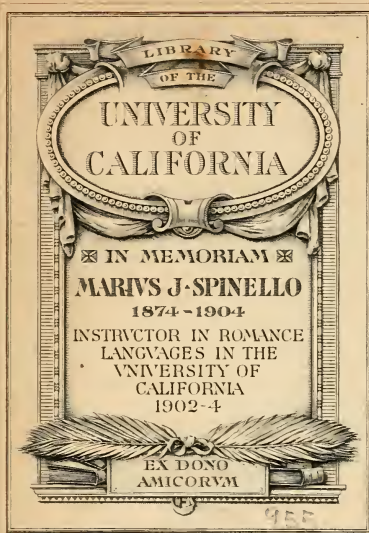 LIBRARY
OF THE
UNIVERSITY
OF
CALIFORNIA
IN MEMORIAM
MARIVS J·SPINELLO
1874-1904
INSTRVCTOR IN ROMANCE
LANGVAGES IN THE
VNIVERSITY OF
CALIFORNIA
1902-4
EX DONO
AMICORVM